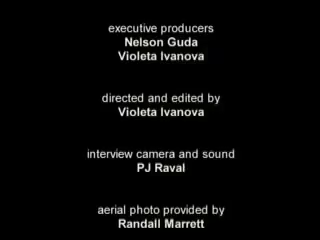 executive producers
Nelson Guda
Violeta Ivanova
directed and edited by
Violeta Ivanova
interview camera and sound
PJ Raval
aerial photo provided by
Randall Marrett